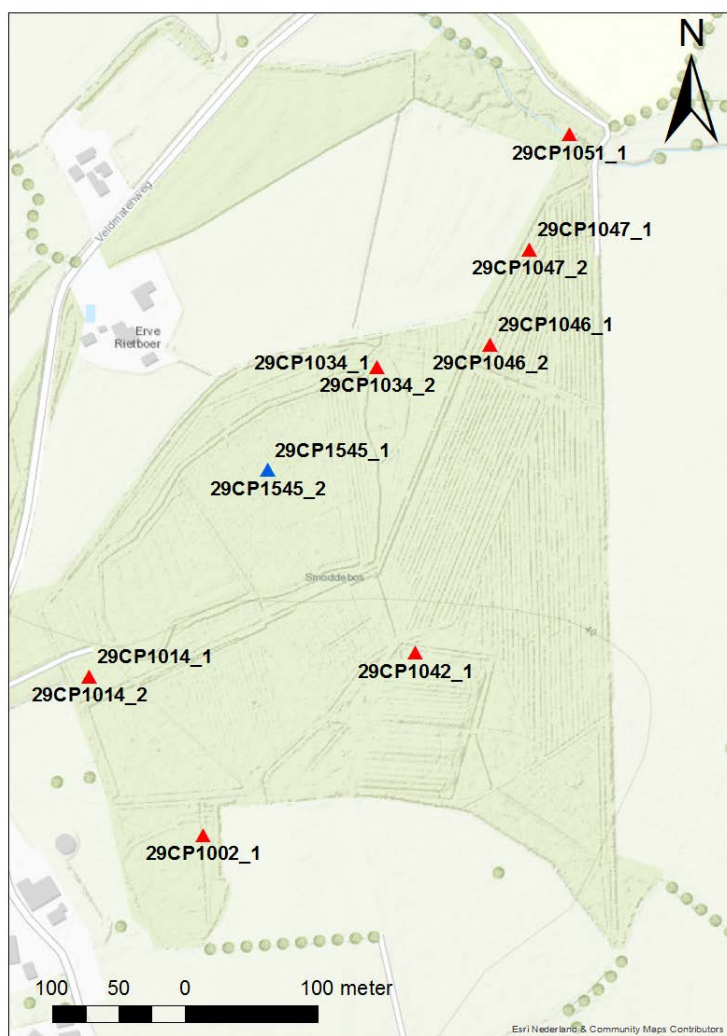 N
29CP1051_1
Veldmatenweg
29CP1047_1
29CP1047_2
29CP1046_1
Erve
Rietboer
29CP1046_2
29CP1034_1
29CP1034_2
29CP1545_1
29CP1545_2
Smoddebos
40
29CP1014_1
29CP1042_1
29CP1014_2
29CP1002_1
100 50 0 100 meter
Esri Nederland & Community Maps Contributors